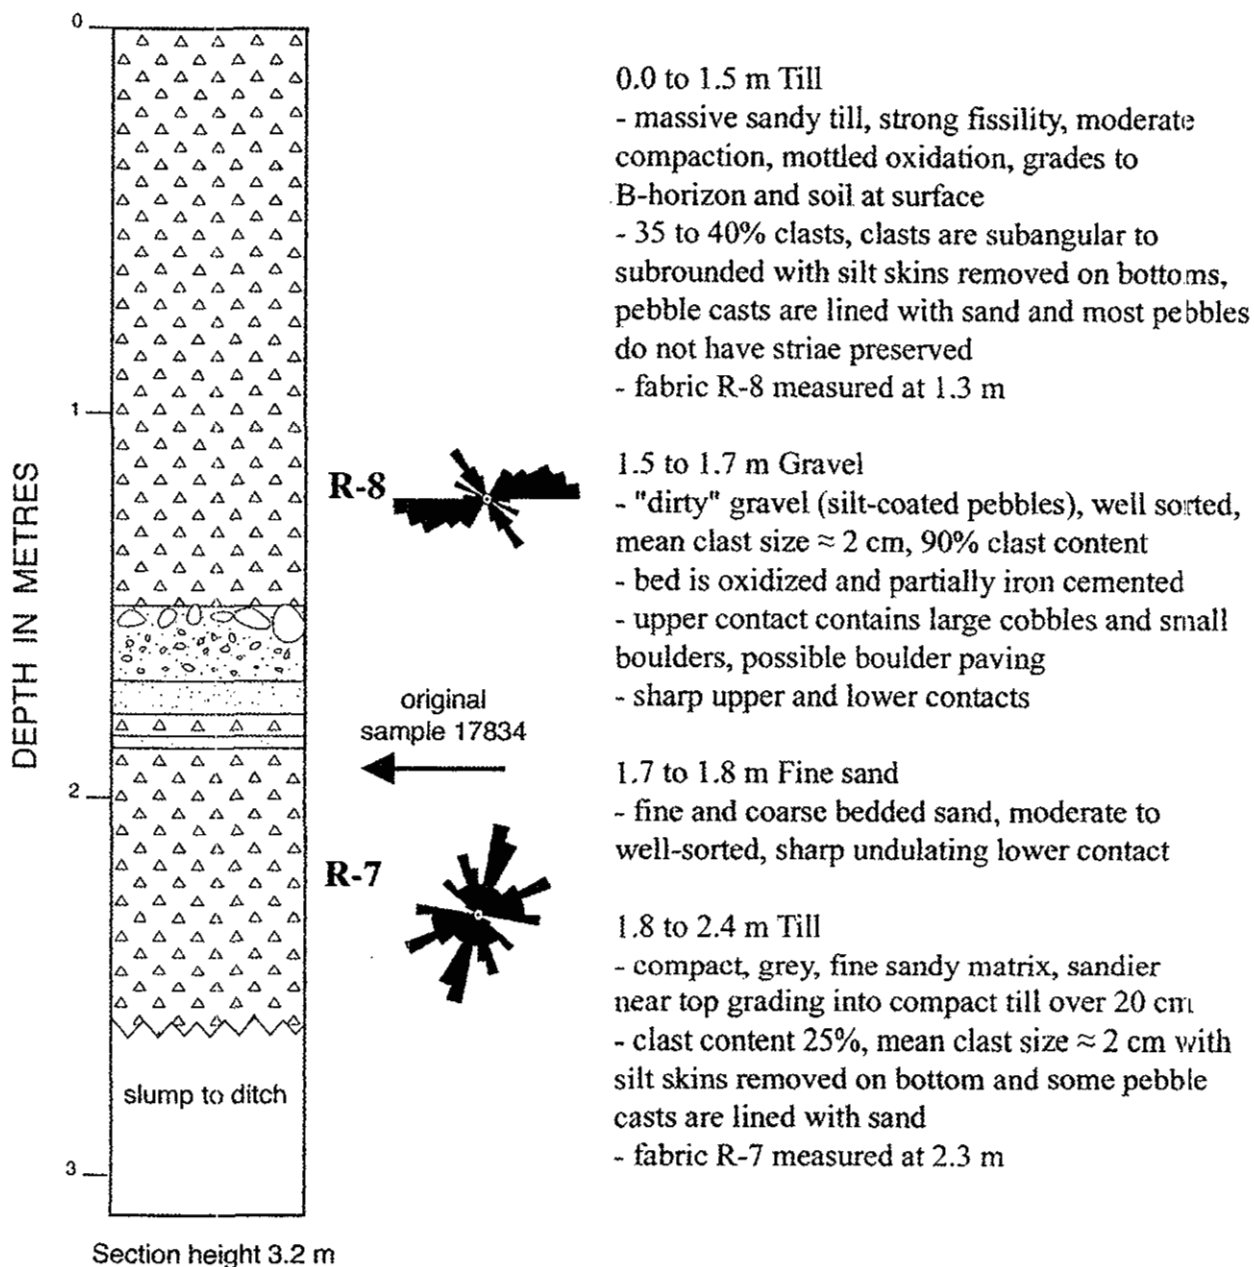 0
1
2
3
DEPTH IN METRES
slump to ditch
Section height 3.2 m
R-8
original
sample 17834
R-7
0.0 to 1.5 m Till
- massive sandy till, strong fissility, moderate
compaction, mottled oxidation, grades to
B-horizon and soil at surface
- 35 to 40% clasts, clasts are subangular to
subrounded with silt skins removed on bottoms,
pebble casts are lined with sand and most pebbles
do not have striae preserved
- fabric R-8 measured at 1.3 m
1.5 to 1.7 m Gravel
- "dirty" gravel (silt-coated pebbles), well sorted,
mean clast size ≈ 2 cm, 90% clast content
- bed is oxidized and partially iron cemented
- upper contact contains large cobbles and small
boulders, possible boulder paving
- sharp upper and lower contacts
1.7 to 1.8 m Fine sand
- fine and coarse bedded sand, moderate to
well-sorted, sharp undulating lower contact
1.8 to 2.4 m Till
- compact, grey, fine sandy matrix, sandier
near top grading into compact till over 20 cm
- clast content 25%, mean clast size ≈ 2 cm with
silt skins removed on bottom and some pebble
casts are lined with sand
- fabric R-7 measured at 2.3 m